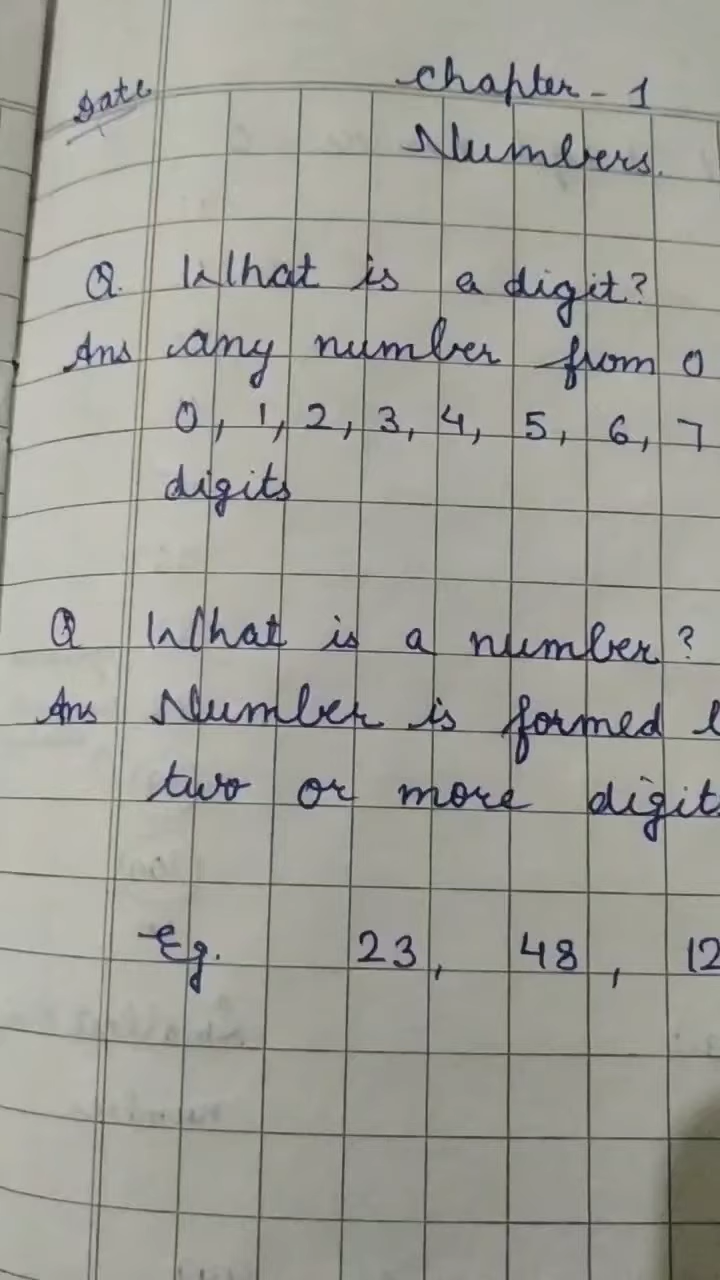 Date
Chapter - 1
Numbers.
Q. What is a digit?
Ans any number from 0
0, 1, 2, 3, 4, 5, 6, 7
digits
Q What is a number?
Ans Number is formed
two or more digit
Eg. 23, 48, 12